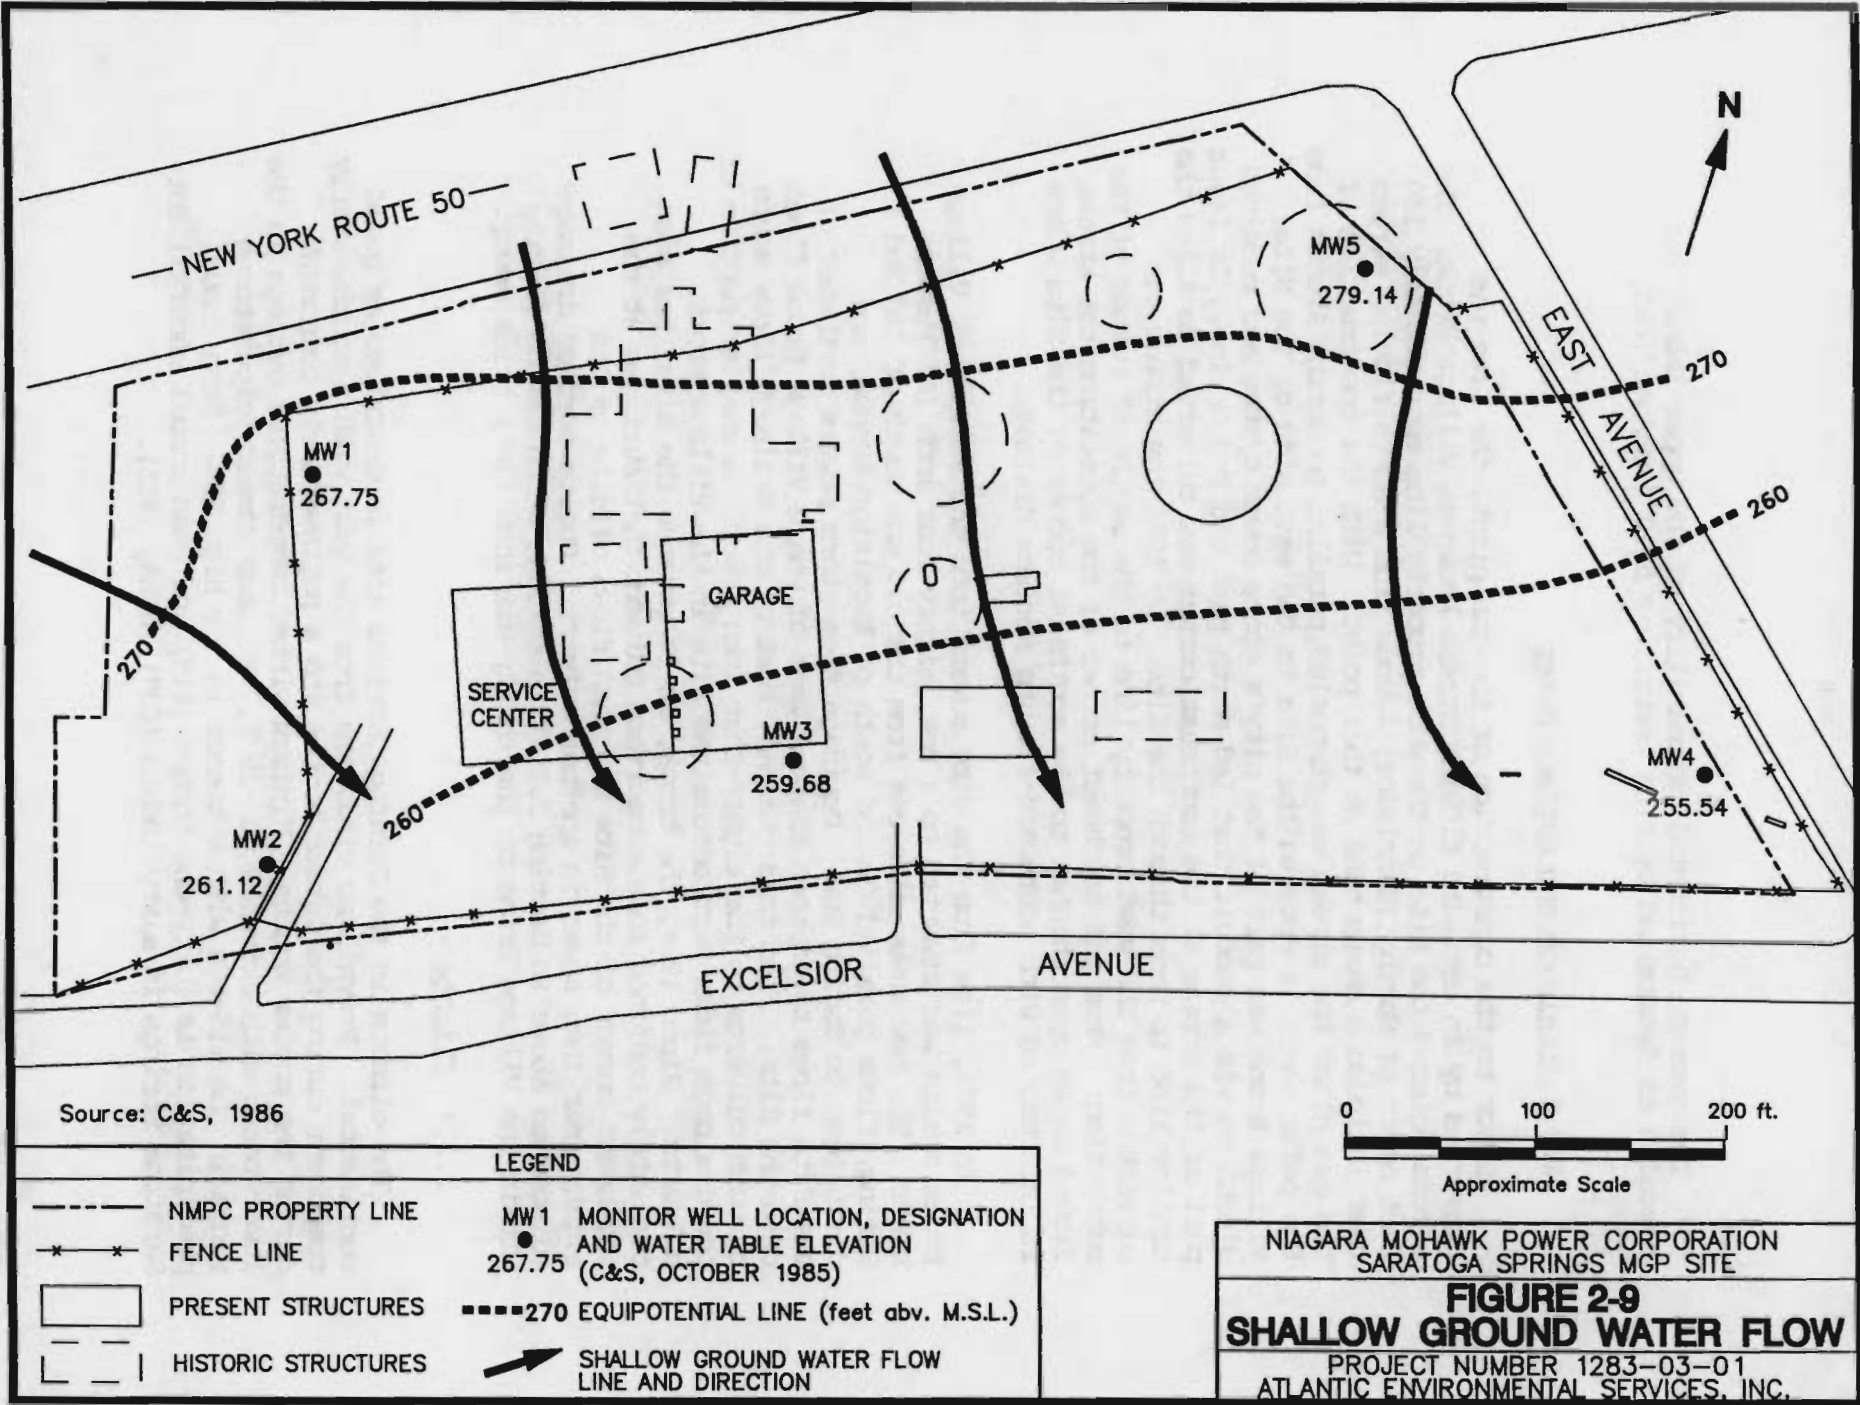 N
NEW YORK ROUTE 50
MW5
279.14
EAST AVENUE
270
MW1
267.75
260
GARAGE
270
SERVICE
CENTER
MW3
259.68
MW4
255.54
260
MW2
261.12
EXCELSIOR AVENUE
Source: C&S, 1986
0 100 200 ft.
Approximate Scale
LEGEND
NMPC PROPERTY LINE
FENCE LINE
PRESENT STRUCTURES
HISTORIC STRUCTURES
MW1 MONITOR WELL LOCATION, DESIGNATION
AND WATER TABLE ELEVATION
267.75 (C&S, OCTOBER 1985)
270 EQUIPOTENTIAL LINE (feet abv. M.S.L.)
SHALLOW GROUND WATER FLOW
LINE AND DIRECTION
NIAGARA MOHAWK POWER CORPORATION
SARATOGA SPRINGS MGP SITE
FIGURE 2-9
SHALLOW GROUND WATER FLOW
PROJECT NUMBER 1283-03-01
ATLANTIC ENVIRONMENTAL SERVICES, INC.